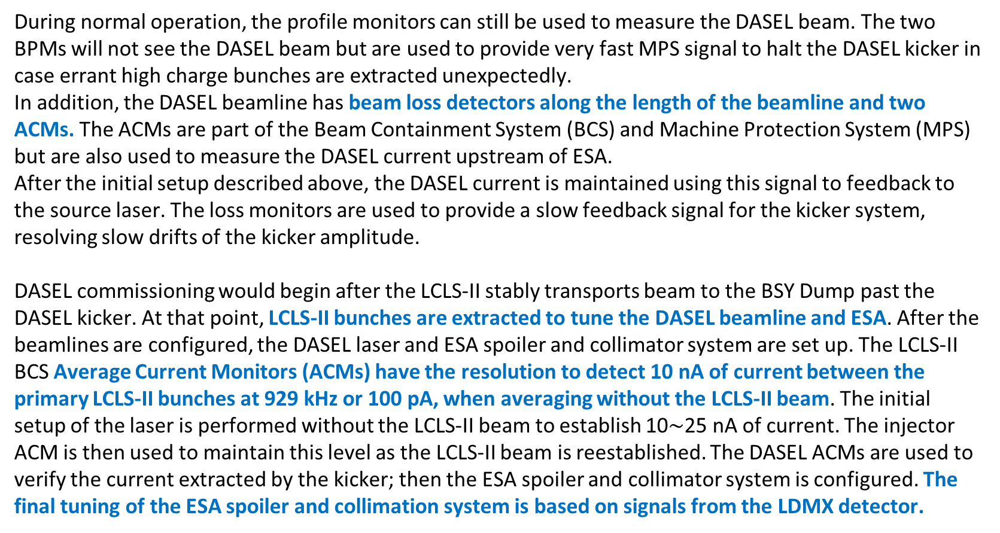 During normal operation, the profile monitors can still be used to measure the DASEL beam. The two
BPMs will not see the DASEL beam but are used to provide very fast MPS signal to halt the DASEL kicker in
case errant high charge bunches are extracted unexpectedly.
In addition, the DASEL beamline has beam loss detectors along the length of the beamline and two
ACMs. The ACMs are part of the Beam Containment System (BCS) and Machine Protection System (MPS)
but are also used to measure the DASEL current upstream of ESA.
After the initial setup described above, the DASEL current is maintained using this signal to feedback to
the source laser. The loss monitors are used to provide a slow feedback signal for the kicker system,
resolving slow drifts of the kicker amplitude.
DASEL commissioning would begin after the LCLS-II stably transports beam to the BSY Dump past the
DASEL kicker. At that point, LCLS-II bunches are extracted to tune the DASEL beamline and ESA. After the
beamlines are configured, the DASEL laser and ESA spoiler and collimator system are set up. The LCLS-II
BCS Average Current Monitors (ACMs) have the resolution to detect 10 nA of current between the
primary LCLS-II bunches at 929 kHz or 100 pA, when averaging without the LCLS-II beam. The initial
setup of the laser is performed without the LCLS-II beam to establish 10~25 nA of current. The injector
ACM is then used to maintain this level as the LCLS-II beam is reestablished. The DASEL ACMs are used to
verify the current extracted by the kicker; then the ESA spoiler and collimator system is configured. The
final tuning of the ESA spoiler and collimation system is based on signals from the LDMX detector.